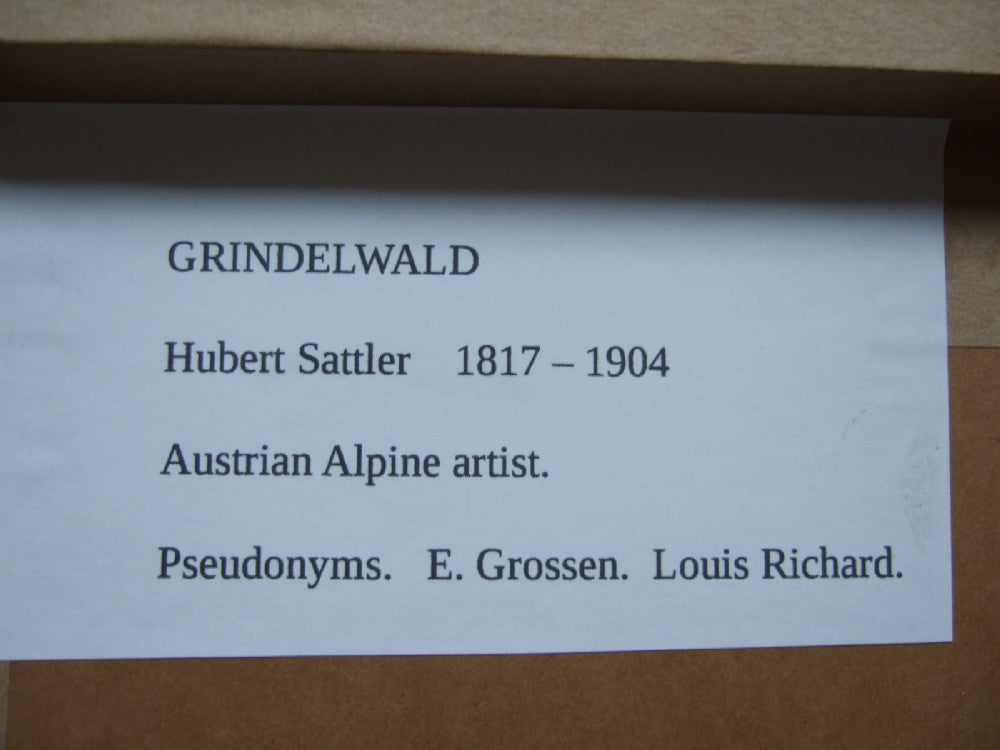 GRINDELWALD
Hubert Sattler 1817 – 1904
Austrian Alpine artist.
Pseudonyms. E. Grossen. Louis Richard.